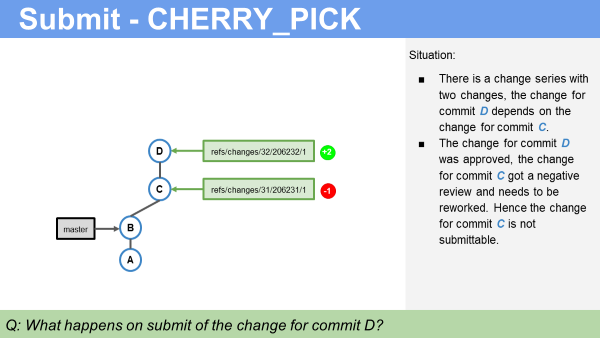 Submit - CHERRY_PICK
Situation:
■ There is a change series with
two changes, the change for
commit D depends on the
change for commit C.
■ The change for commit D
was approved, the change
for commit C got a negative
review and needs to be
reworked. Hence the change
for commit C is not
submittable.
D refs/changes/32/206232/1 +2
C refs/changes/31/206231/1 -1
master B
A
Q: What happens on submit of the change for commit D?